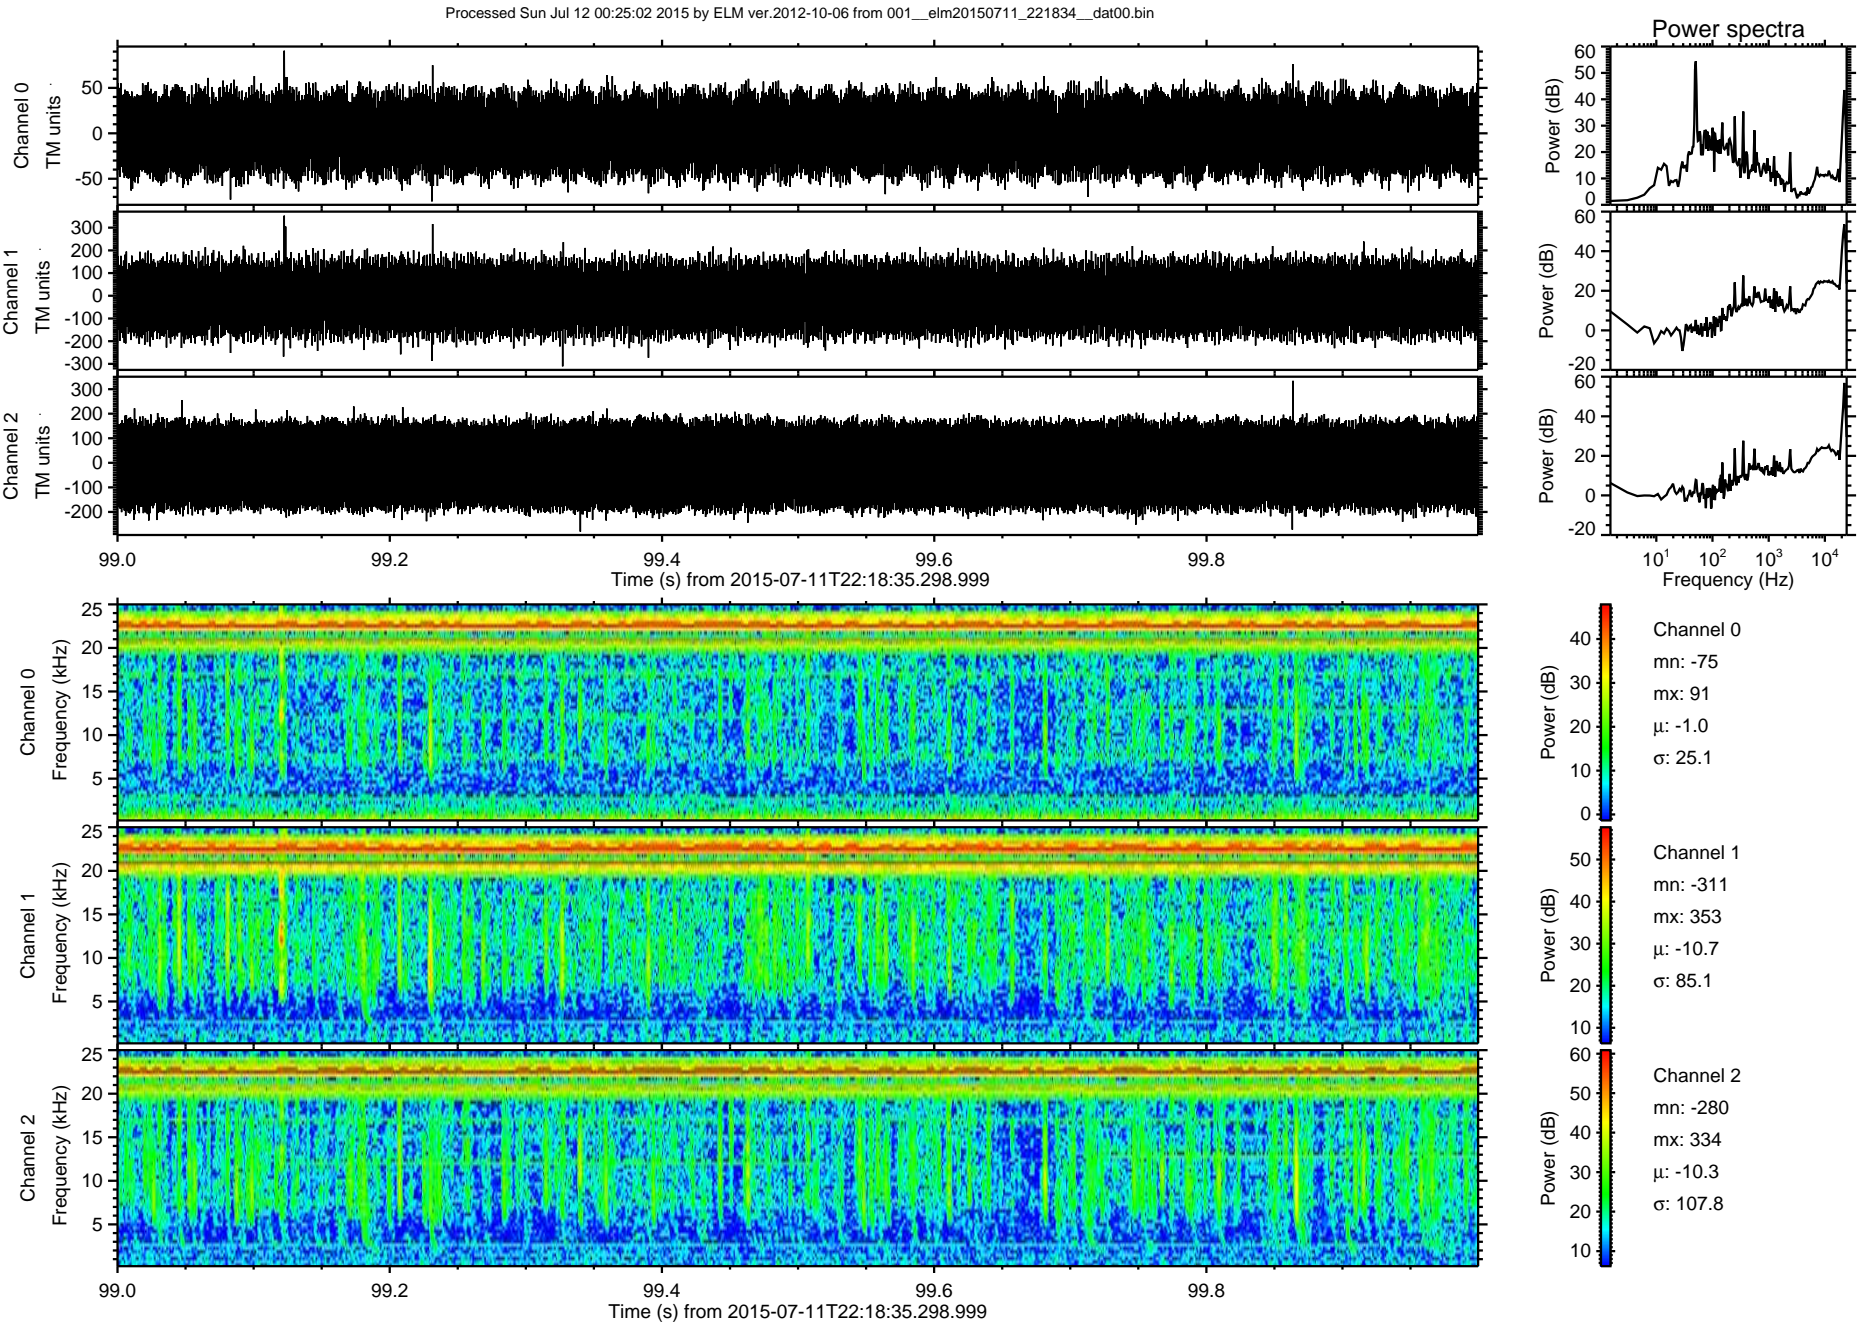 Processed Sun Jul 12 00:25:02 2015 by ELM ver.2012-10-06 from 001__elm20150711_221834__dat00.bin
Power spectra
Channel 0
TM units
50
0
-50
Power (dB)
60
50
40
30
20
10
0
Channel 1
TM units
300
200
100
0
-100
-200
-300
Power (dB)
60
40
20
0
-20
Channel 2
TM units
300
200
100
0
-100
-200
Power (dB)
60
40
20
0
-20
99.0 99.2 99.4 99.6 99.8
Time (s) from 2015-07-11T22:18:35.298.999
10¹ 10² 10³ 10⁴
Frequency (Hz)
Channel 0
Frequency (kHz)
25
20
15
10
5
Power (dB)
40
30
20
10
0
Channel 0
mn: -75
mx: 91
μ: -1.0
σ: 25.1
Channel 1
Frequency (kHz)
25
20
15
10
5
Power (dB)
50
40
30
20
10
Channel 1
mn: -311
mx: 353
μ: -10.7
σ: 85.1
Channel 2
Frequency (kHz)
25
20
15
10
5
Power (dB)
60
50
40
30
20
10
Channel 2
mn: -280
mx: 334
μ: -10.3
σ: 107.8
99.0 99.2 99.4 99.6 99.8
Time (s) from 2015-07-11T22:18:35.298.999